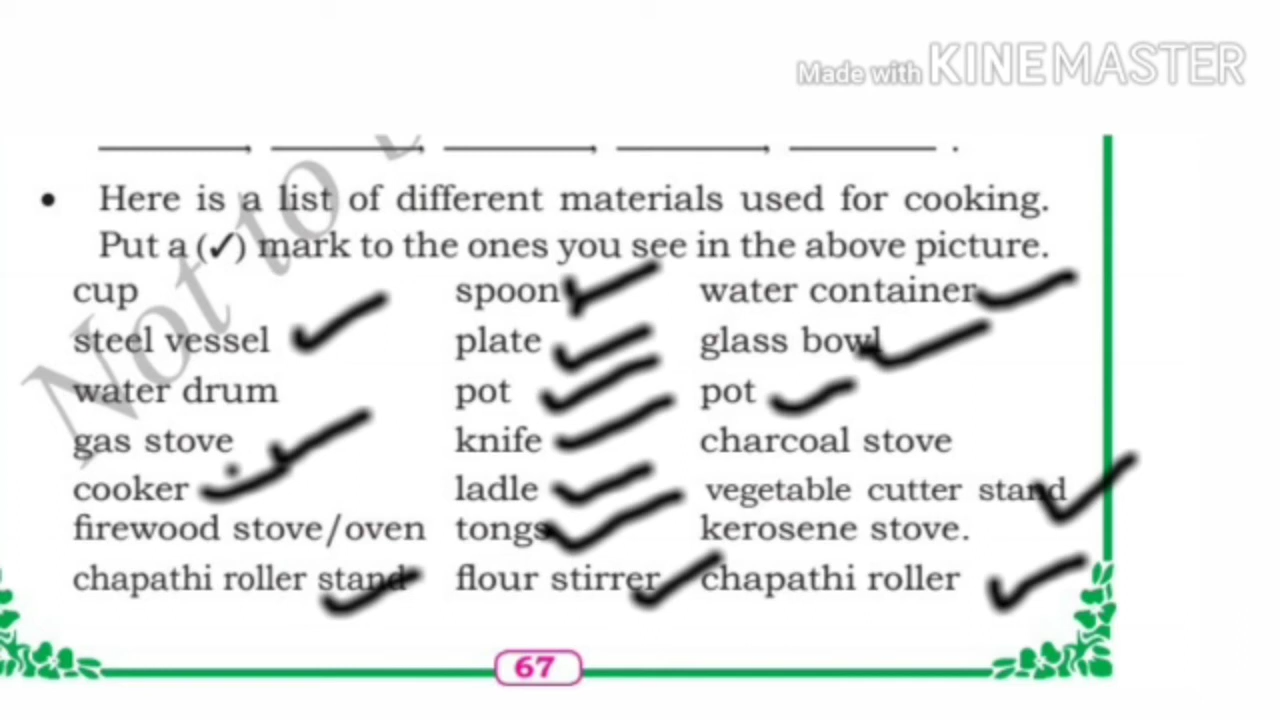 Made with KINEMASTER
Not to
• Here is a list of different materials used for cooking.
Put a (✓) mark to the ones you see in the above picture.
cup spoon ✓ water container ✓
steel vessel ✓ plate ✓ glass bowl ✓
water drum pot ✓ pot ✓
gas stove ✓ knife ✓ charcoal stove
cooker ✓ ladle ✓ vegetable cutter stand ✓
firewood stove/oven tongs ✓ kerosene stove.
chapathi roller stand ✓ flour stirrer ✓ chapathi roller ✓
67